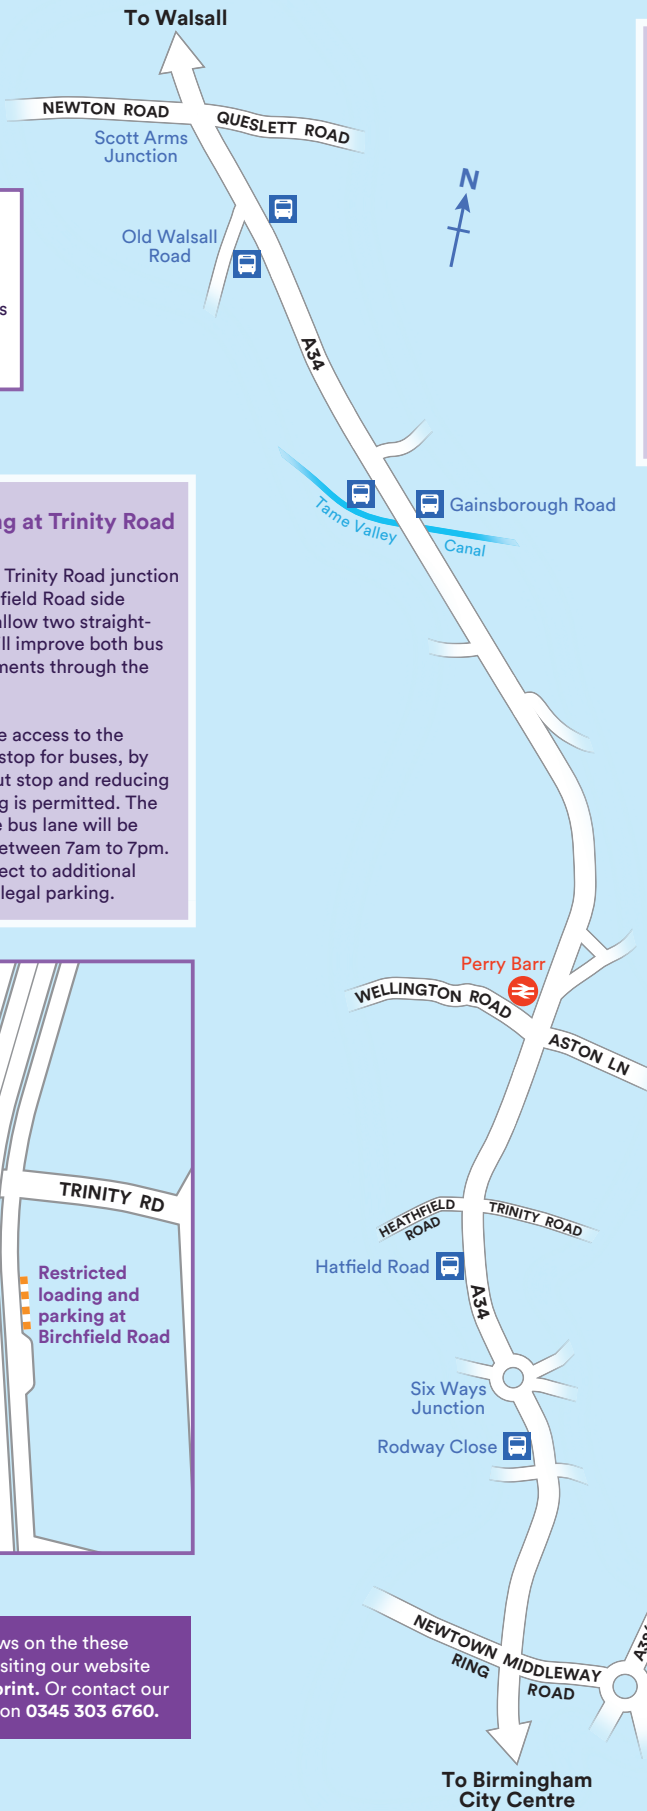 To Walsall
NEWTON ROAD
QUESLETT ROAD
Scott Arms
Junction
N
Old Walsall
Road
s
A34
Gainsborough Road
Tame Valley
Canal
ng at Trinity Road
Trinity Road junction
field Road side
allow two straight-
ll improve both bus
ments through the
e access to the
stop for buses, by
ut stop and reducing
g is permitted. The
e bus lane will be
etween 7am to 7pm.
ect to additional
legal parking.
Perry Barr
WELLINGTON ROAD
ASTON LN
TRINITY RD
HEATHFIELD
ROAD
TRINITY ROAD
Restricted
loading and
parking at
Birchfield Road
Hatfield Road
A34
Six Ways
Junction
Rodway Close
NEWTOWN MIDDLEWAY
RING ROAD
ws on the these
siting our website
print. Or contact our
on 0345 303 6760.
To Birmingham
City Centre